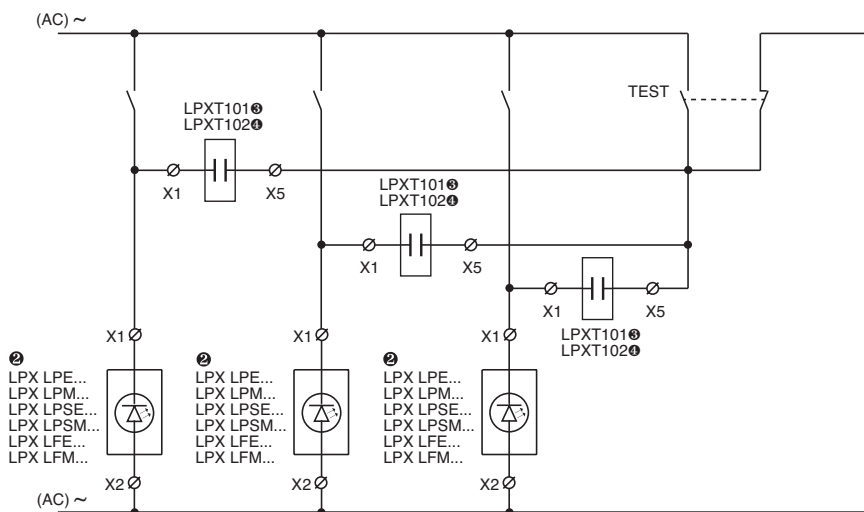 (AC) ~
TEST
LPXT101❸
LPXT102❹
X1
X5
LPXT101❸
LPXT102❹
X1
X5
X1
X5
LPXT101❸
LPXT102❹
X1
X1
X1
❷
LPX LPE...
LPX LPM...
LPX LPSE...
LPX LPSM...
LPX LFE...
LPX LFM...
❷
LPX LPE...
LPX LPM...
LPX LPSE...
LPX LPSM...
LPX LFE...
LPX LFM...
❷
LPX LPE...
LPX LPM...
LPX LPSE...
LPX LPSM...
LPX LFE...
LPX LFM...
X2
X2
X2
(AC) ~